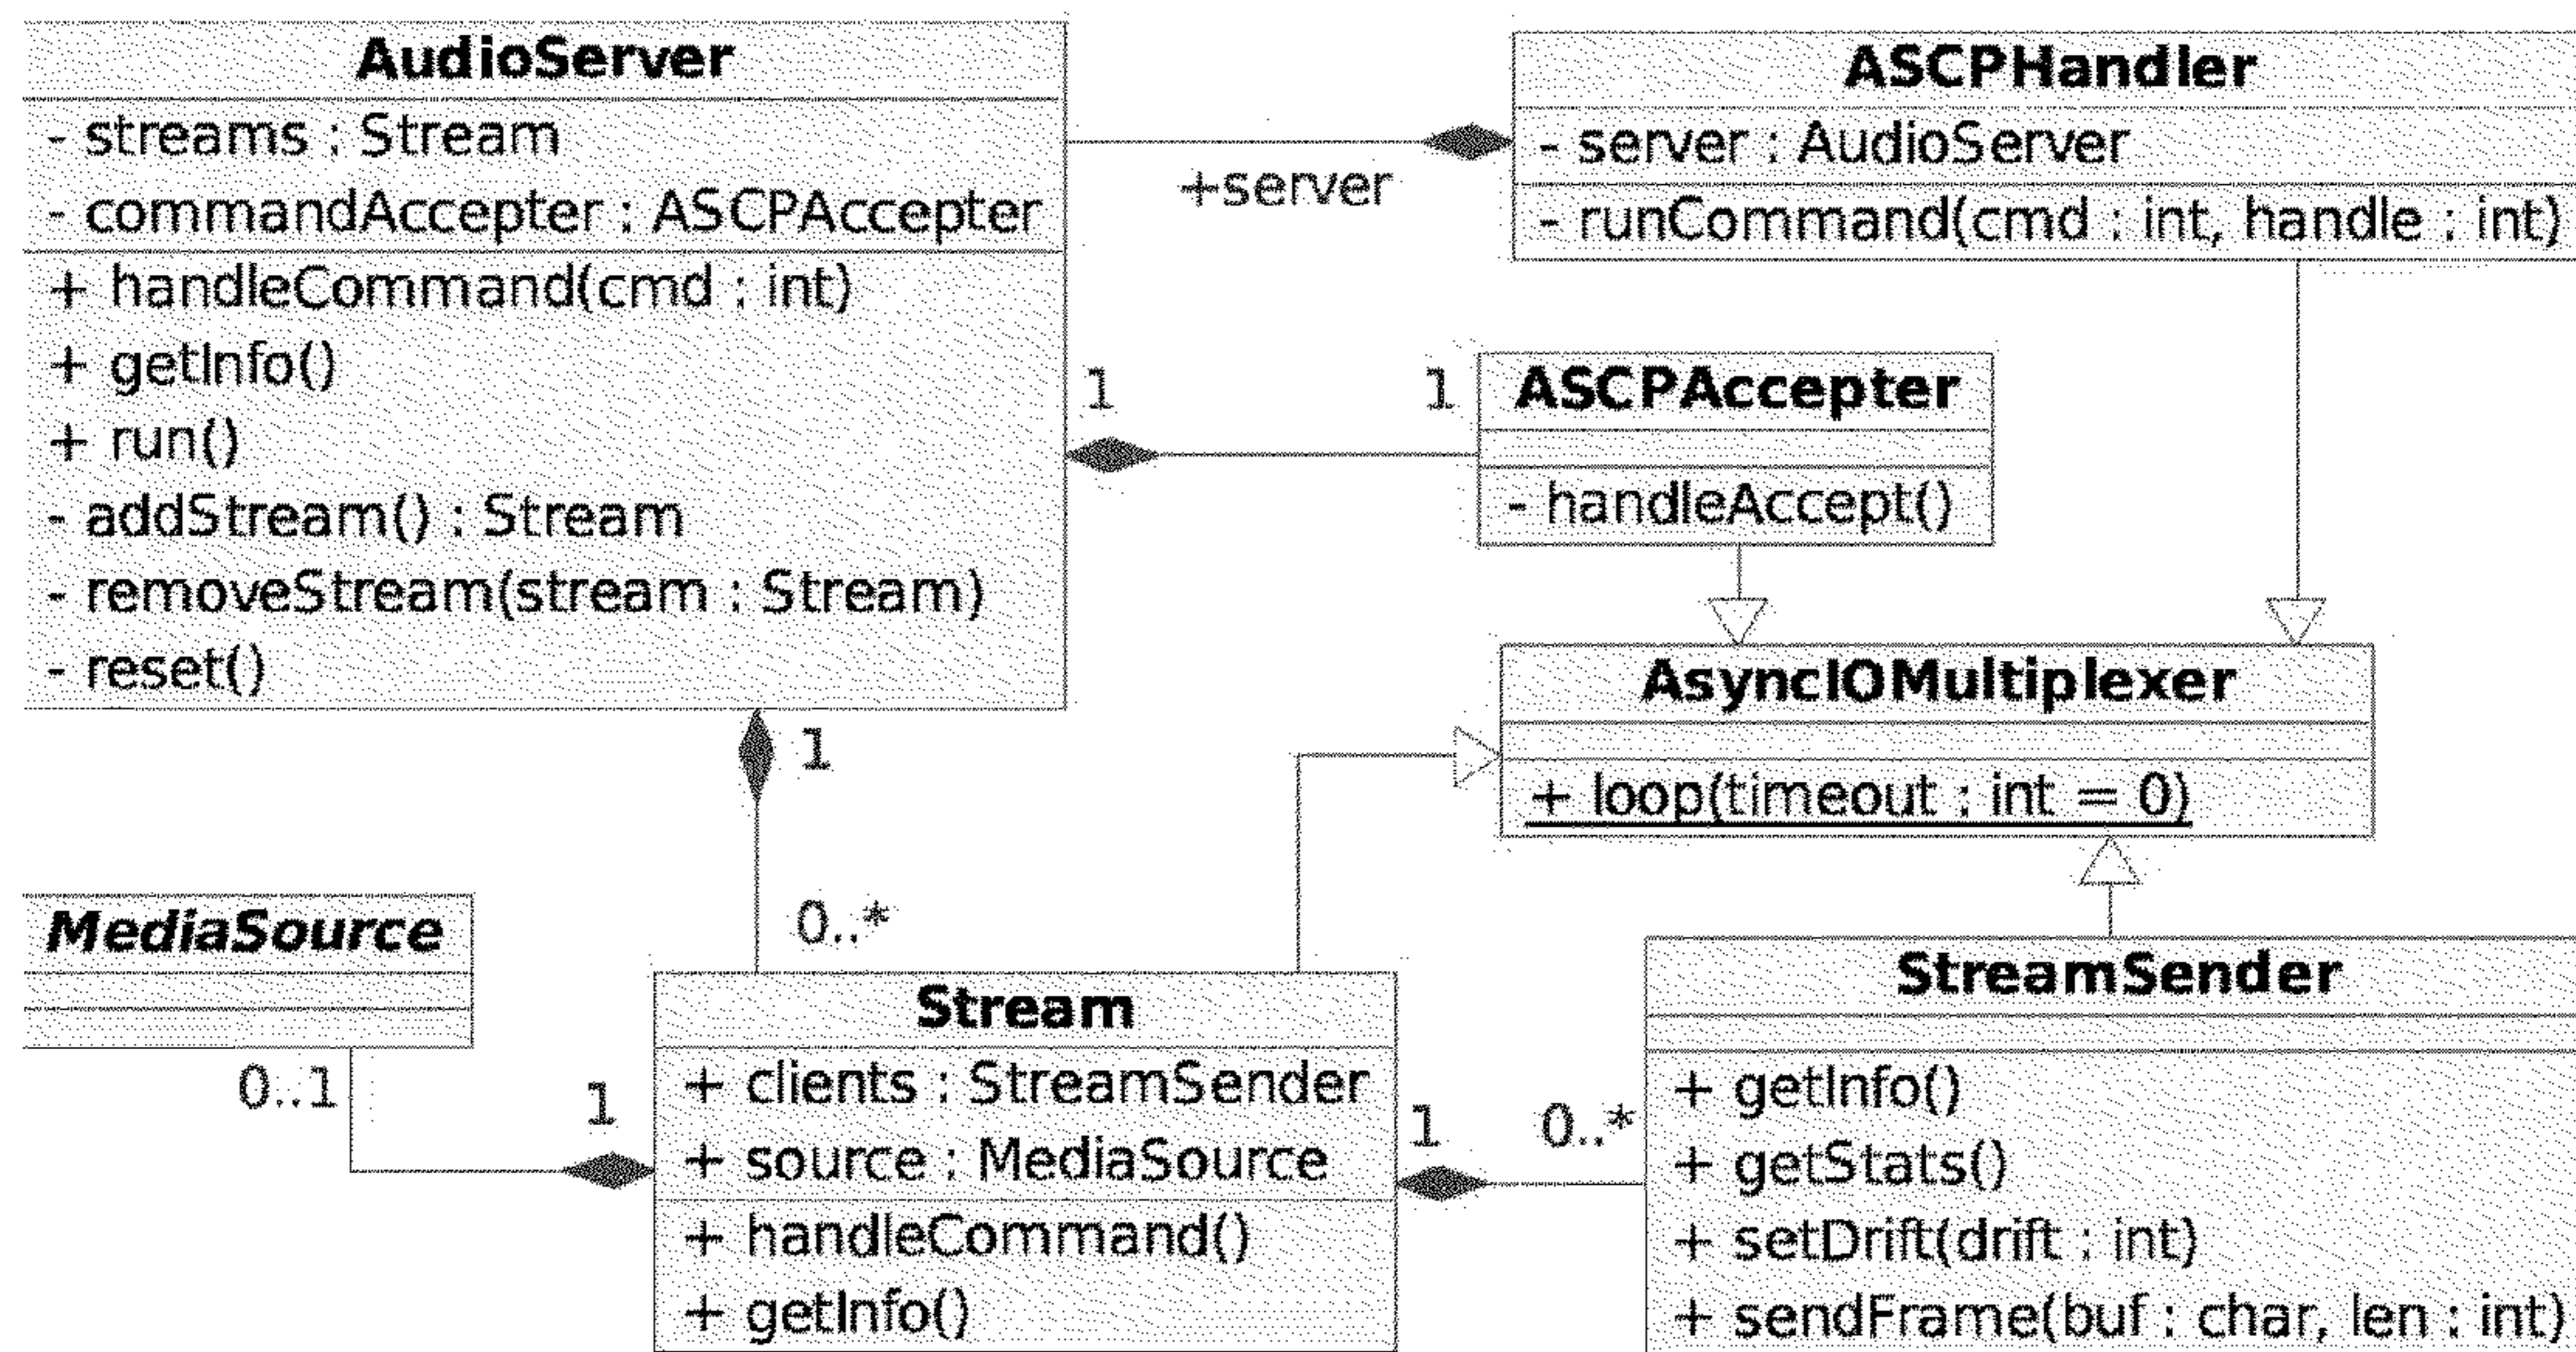 AudioServer
- streams : Stream
- commandAccepter : ASCPAccepter
+ handleCommand(cmd : int)
+ getInfo()
+ run()
- addStream() : Stream
- removeStream(stream : Stream)
- reset()
+server
ASCPHandler
- server : AudioServer
- runCommand(cmd : int, handle : int)
1
1
ASCPAccepter
- handleAccept()
AsyncIOMultiplexer
+ loop(timeout : int = 0)
1
0..*
MediaSource
0..1
1
Stream
+ clients : StreamSender
+ source : MediaSource
+ handleCommand()
+ getInfo()
1
0..*
StreamSender
+ getInfo()
+ getStats()
+ setDrift(drift : int)
+ sendFrame(buf : char, len : int)